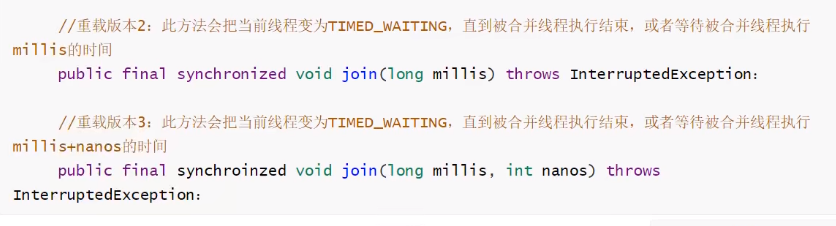 //重载版本2：此方法会把当前线程变为TIMED_WAITING，直到被合并线程执行结束，或者等待被合并线程执行
millis的时间
public final synchronized void join(long millis) throws InterruptedException：
//重载版本3：此方法会把当前线程变为TIMED_WAITING，直到被合并线程执行结束，或者等待被合并线程执行
millis+nanos的时间
public final synchroinzed void join(long millis, int nanos) throws
InterruptedException：